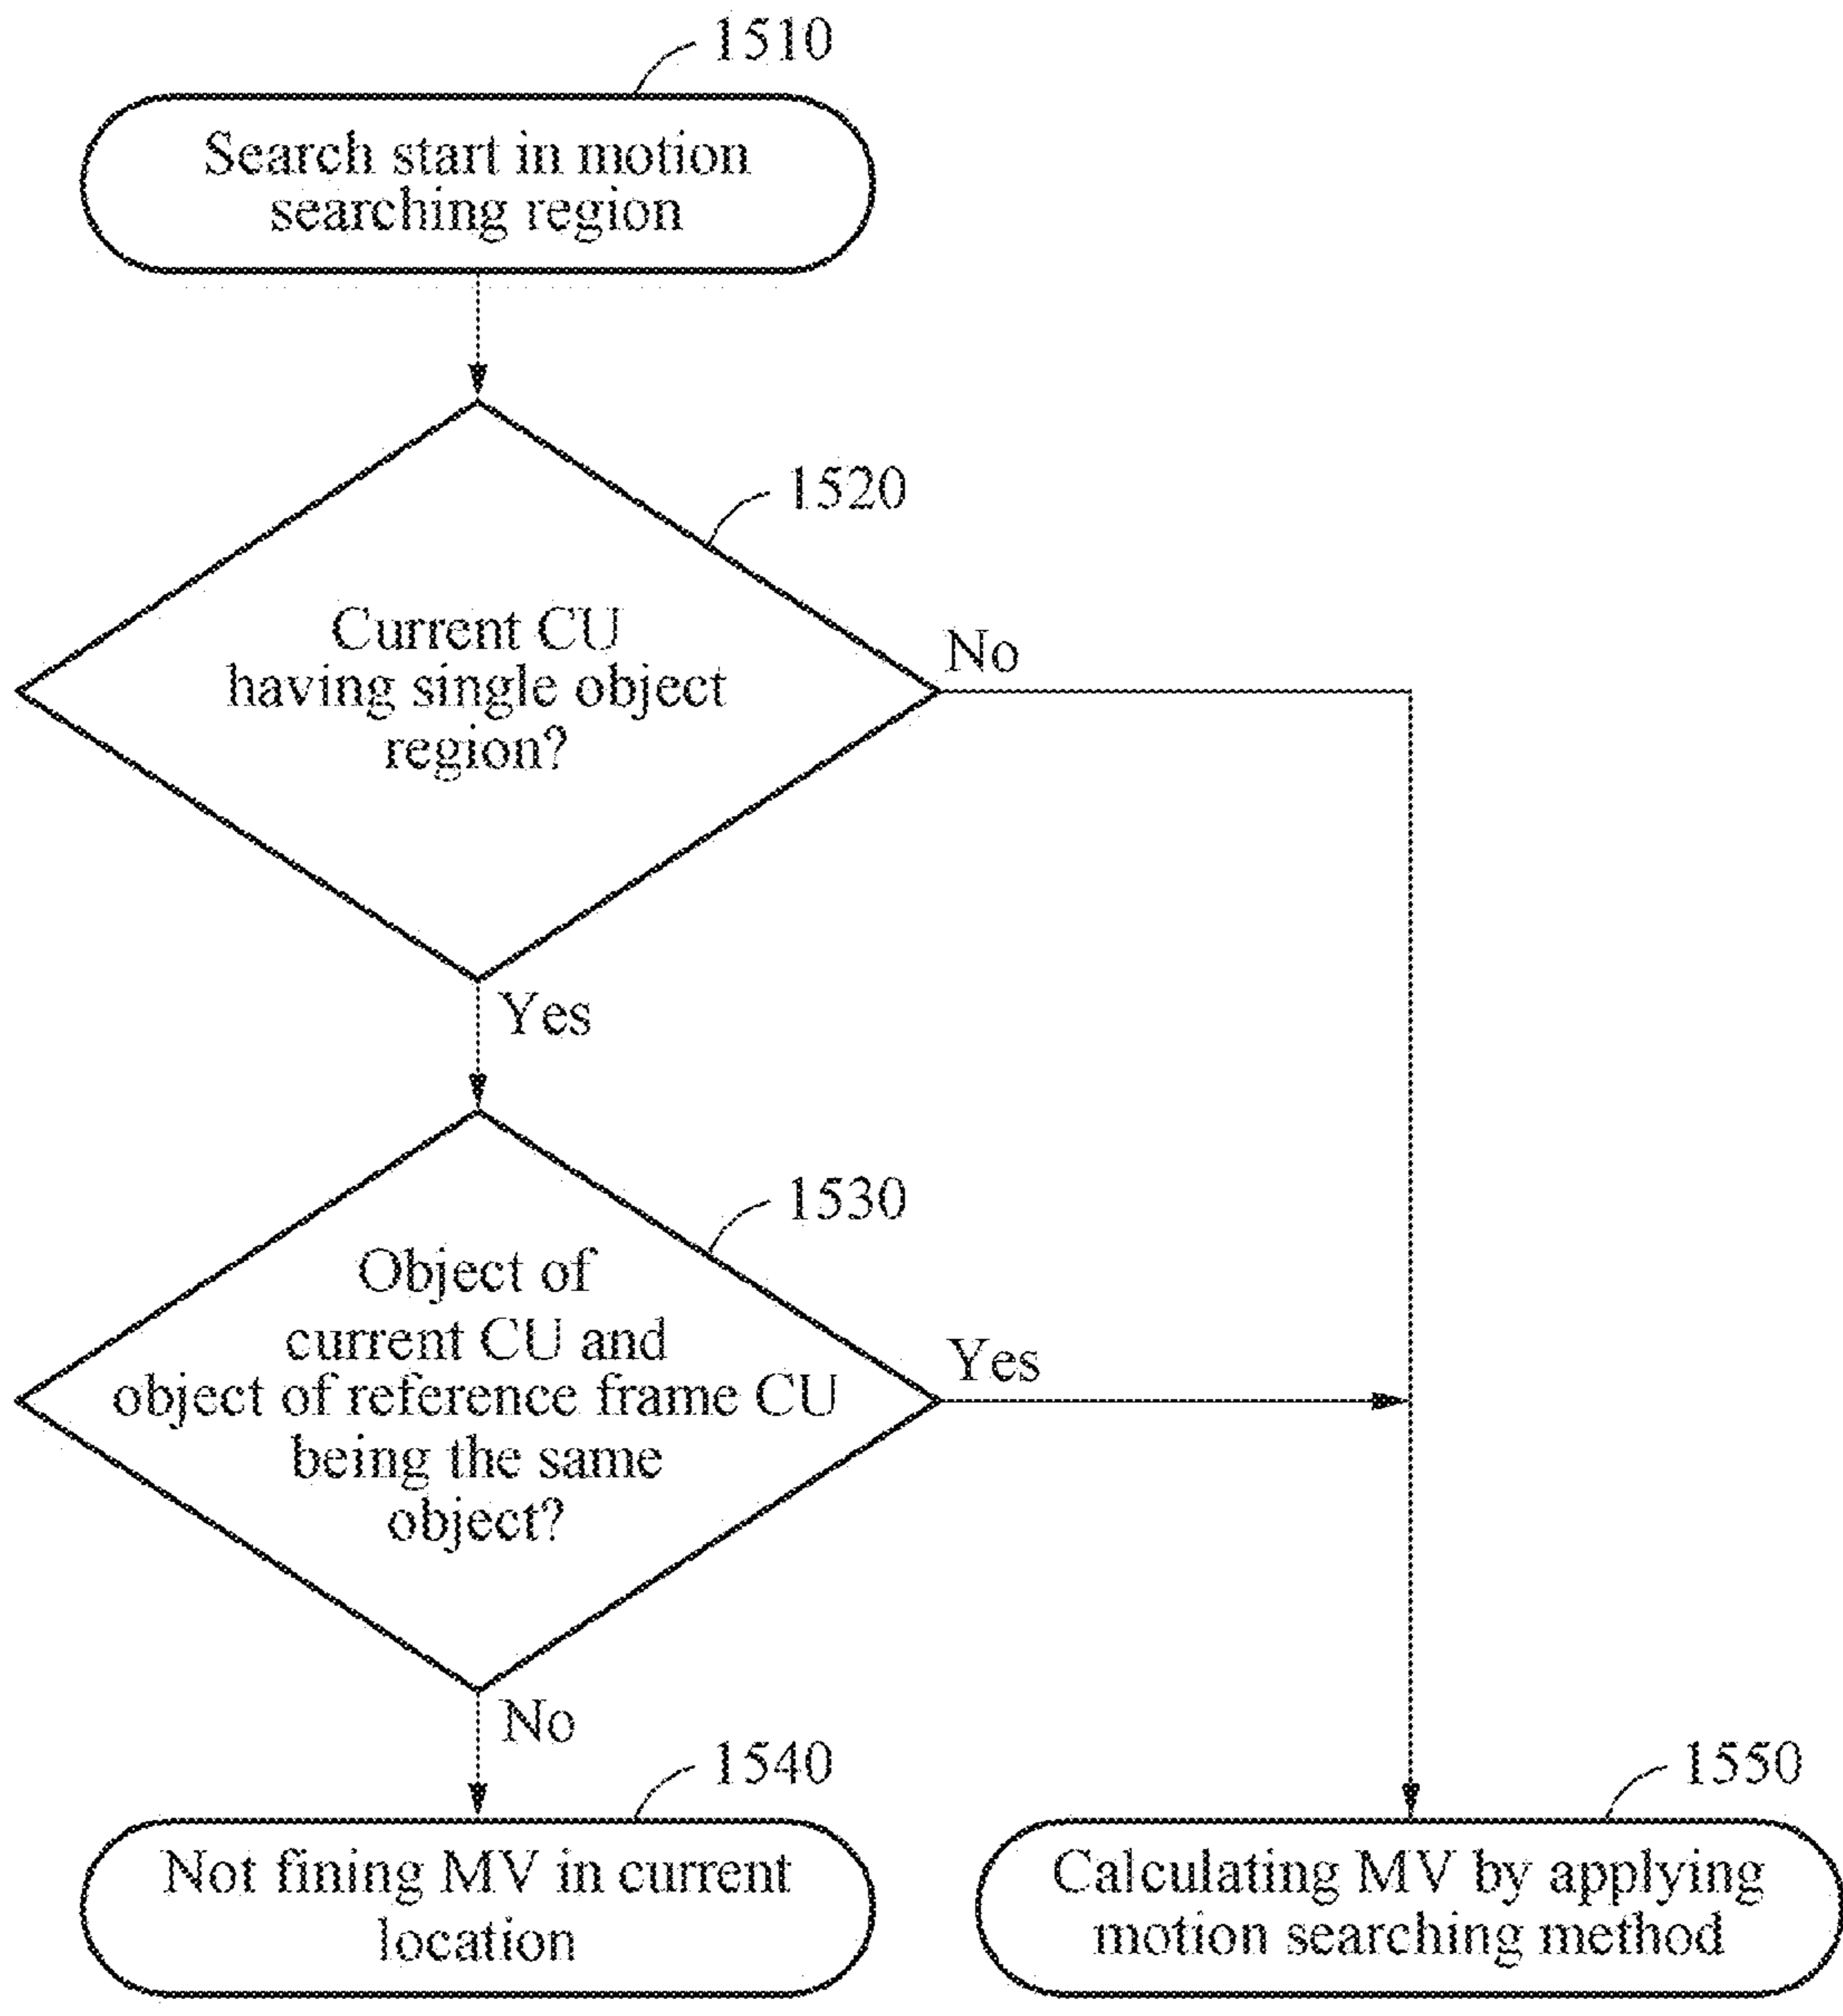 1510
Search start in motion
searching region
1520
Current CU
having single object
region?
No
Yes
1530
Object of
current CU and
object of reference frame CU
being the same
object?
Yes
No
1540
Not fining MV in current
location
1550
Calculating MV by applying
motion searching method